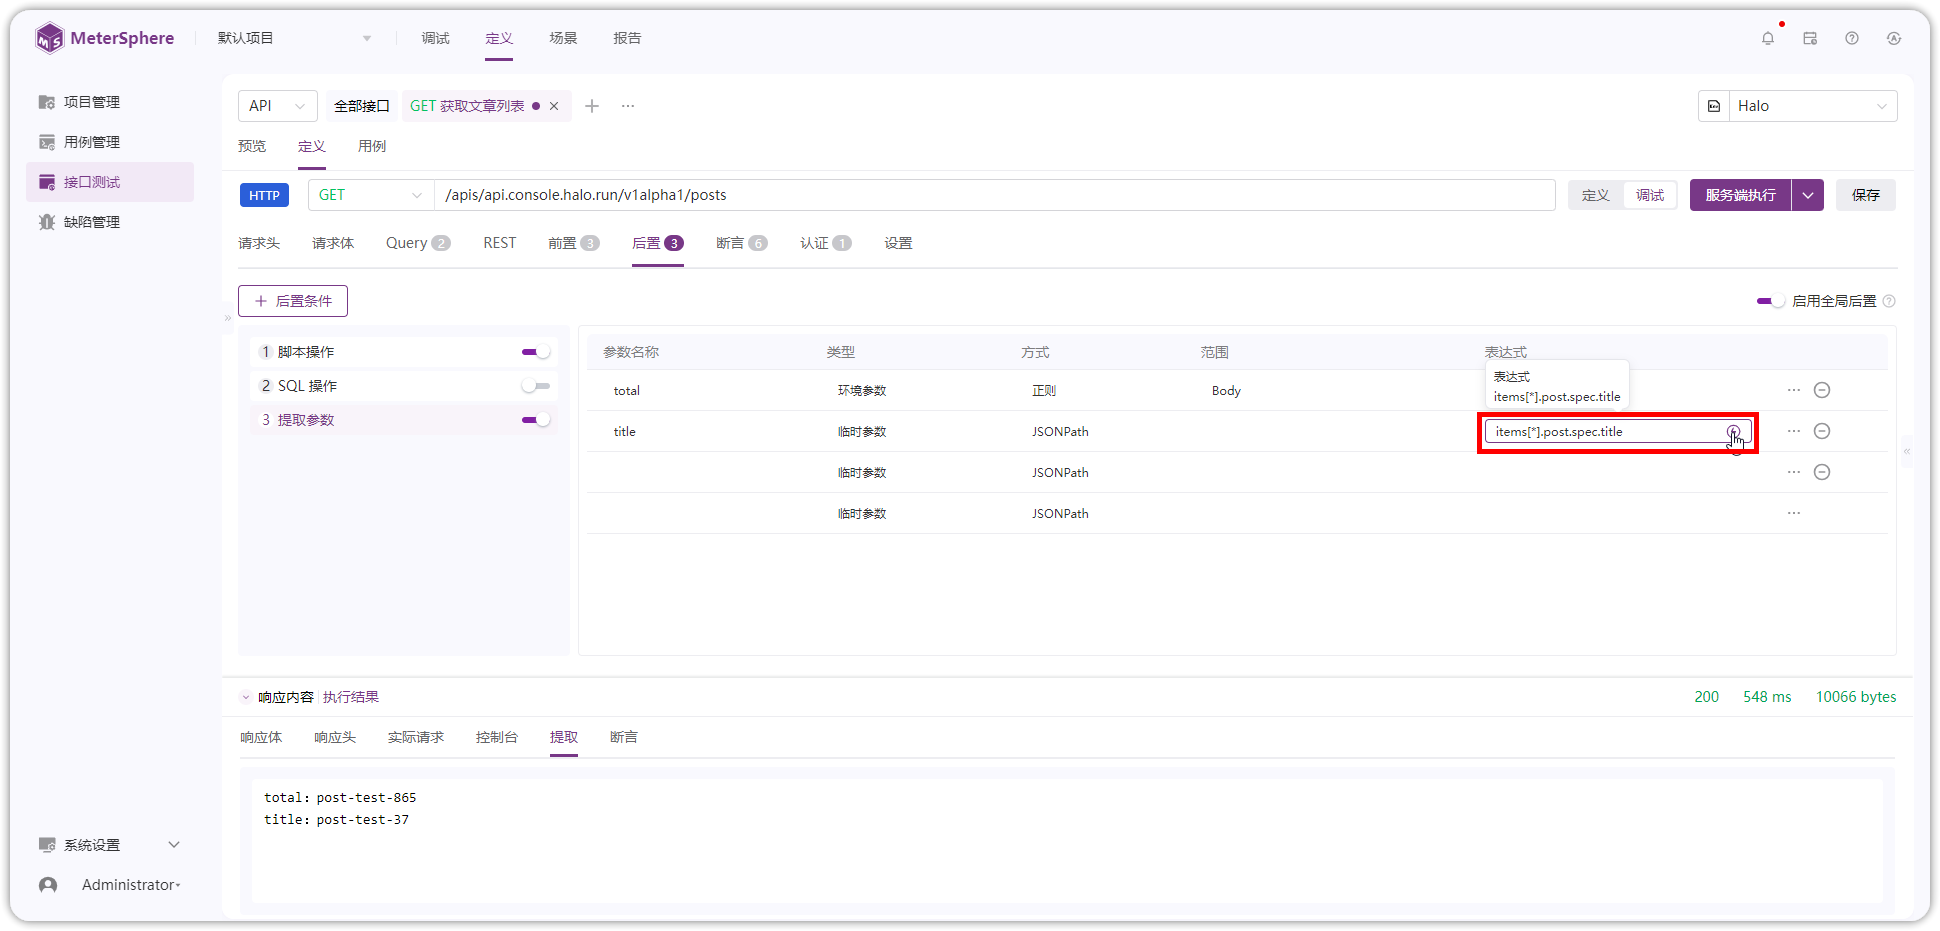 MeterSphere
默认项目
调试
定义
场景
报告
项目管理
用例管理
接口测试
缺陷管理
API
全部接口
GET 获取文章列表
Halo
预览
定义
用例
HTTP
GET
/apis/api.console.halo.run/v1alpha1/posts
定义
调试
服务端执行
保存
请求头
请求体
Query 2
REST
前置 3
后置 3
断言 6
认证 1
设置
后置条件
启用全局后置
1 脚本操作
2 SQL 操作
3 提取参数
参数名称
类型
方式
范围
表达式
表达式
items[*].post.spec.title
total
环境参数
正则
Body
title
临时参数
JSONPath
items[*].post.spec.title
临时参数
JSONPath
临时参数
JSONPath
响应内容
执行结果
200
548 ms
10066 bytes
响应体
响应头
实际请求
控制台
提取
断言
total: post-test-865
title: post-test-37
系统设置
Administrator